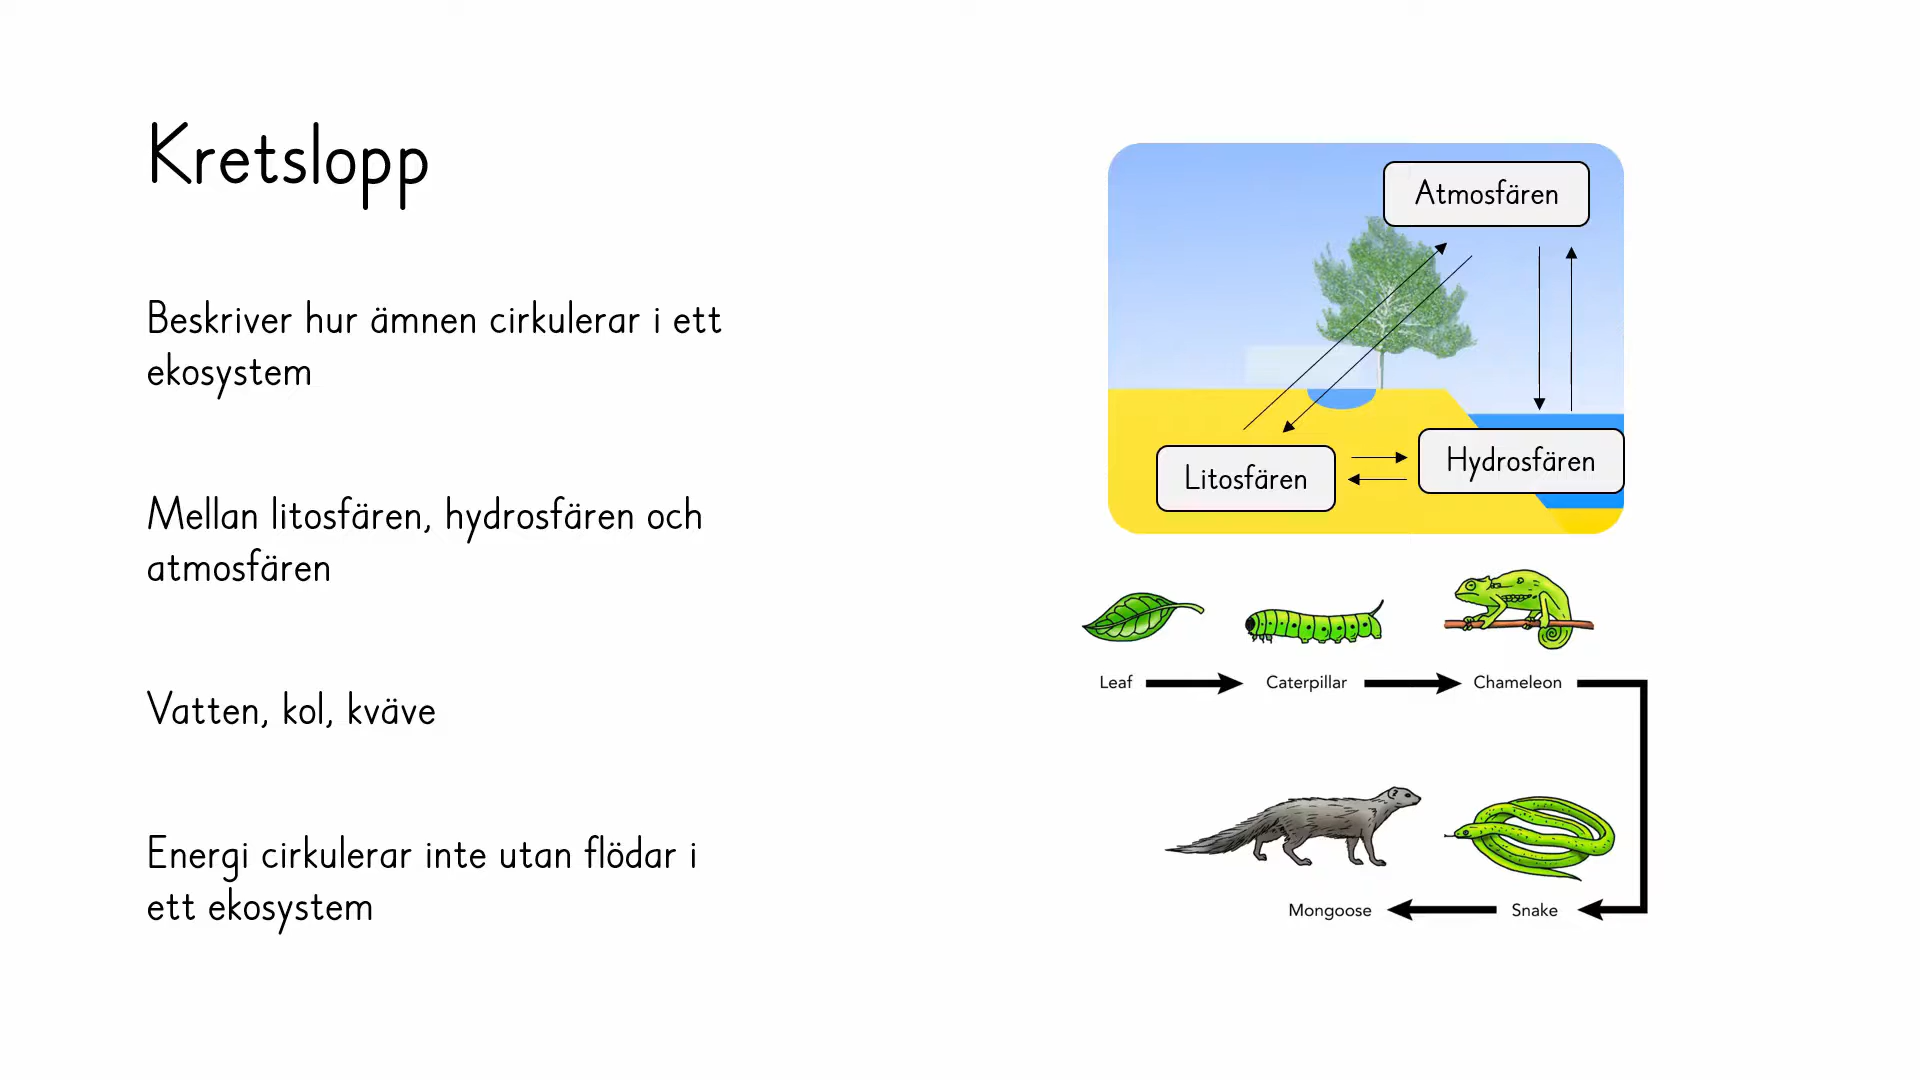 Kretslopp
Beskriver hur ämnen cirkulerar i ett
ekosystem
Mellan litosfären, hydrosfären och
atmosfären
Vatten, kol, kväve
Energi cirkulerar inte utan flödar i
ett ekosystem
Atmosfären
Litosfären
Hydrosfären
Leaf
Caterpillar
Chameleon
Mongoose
Snake